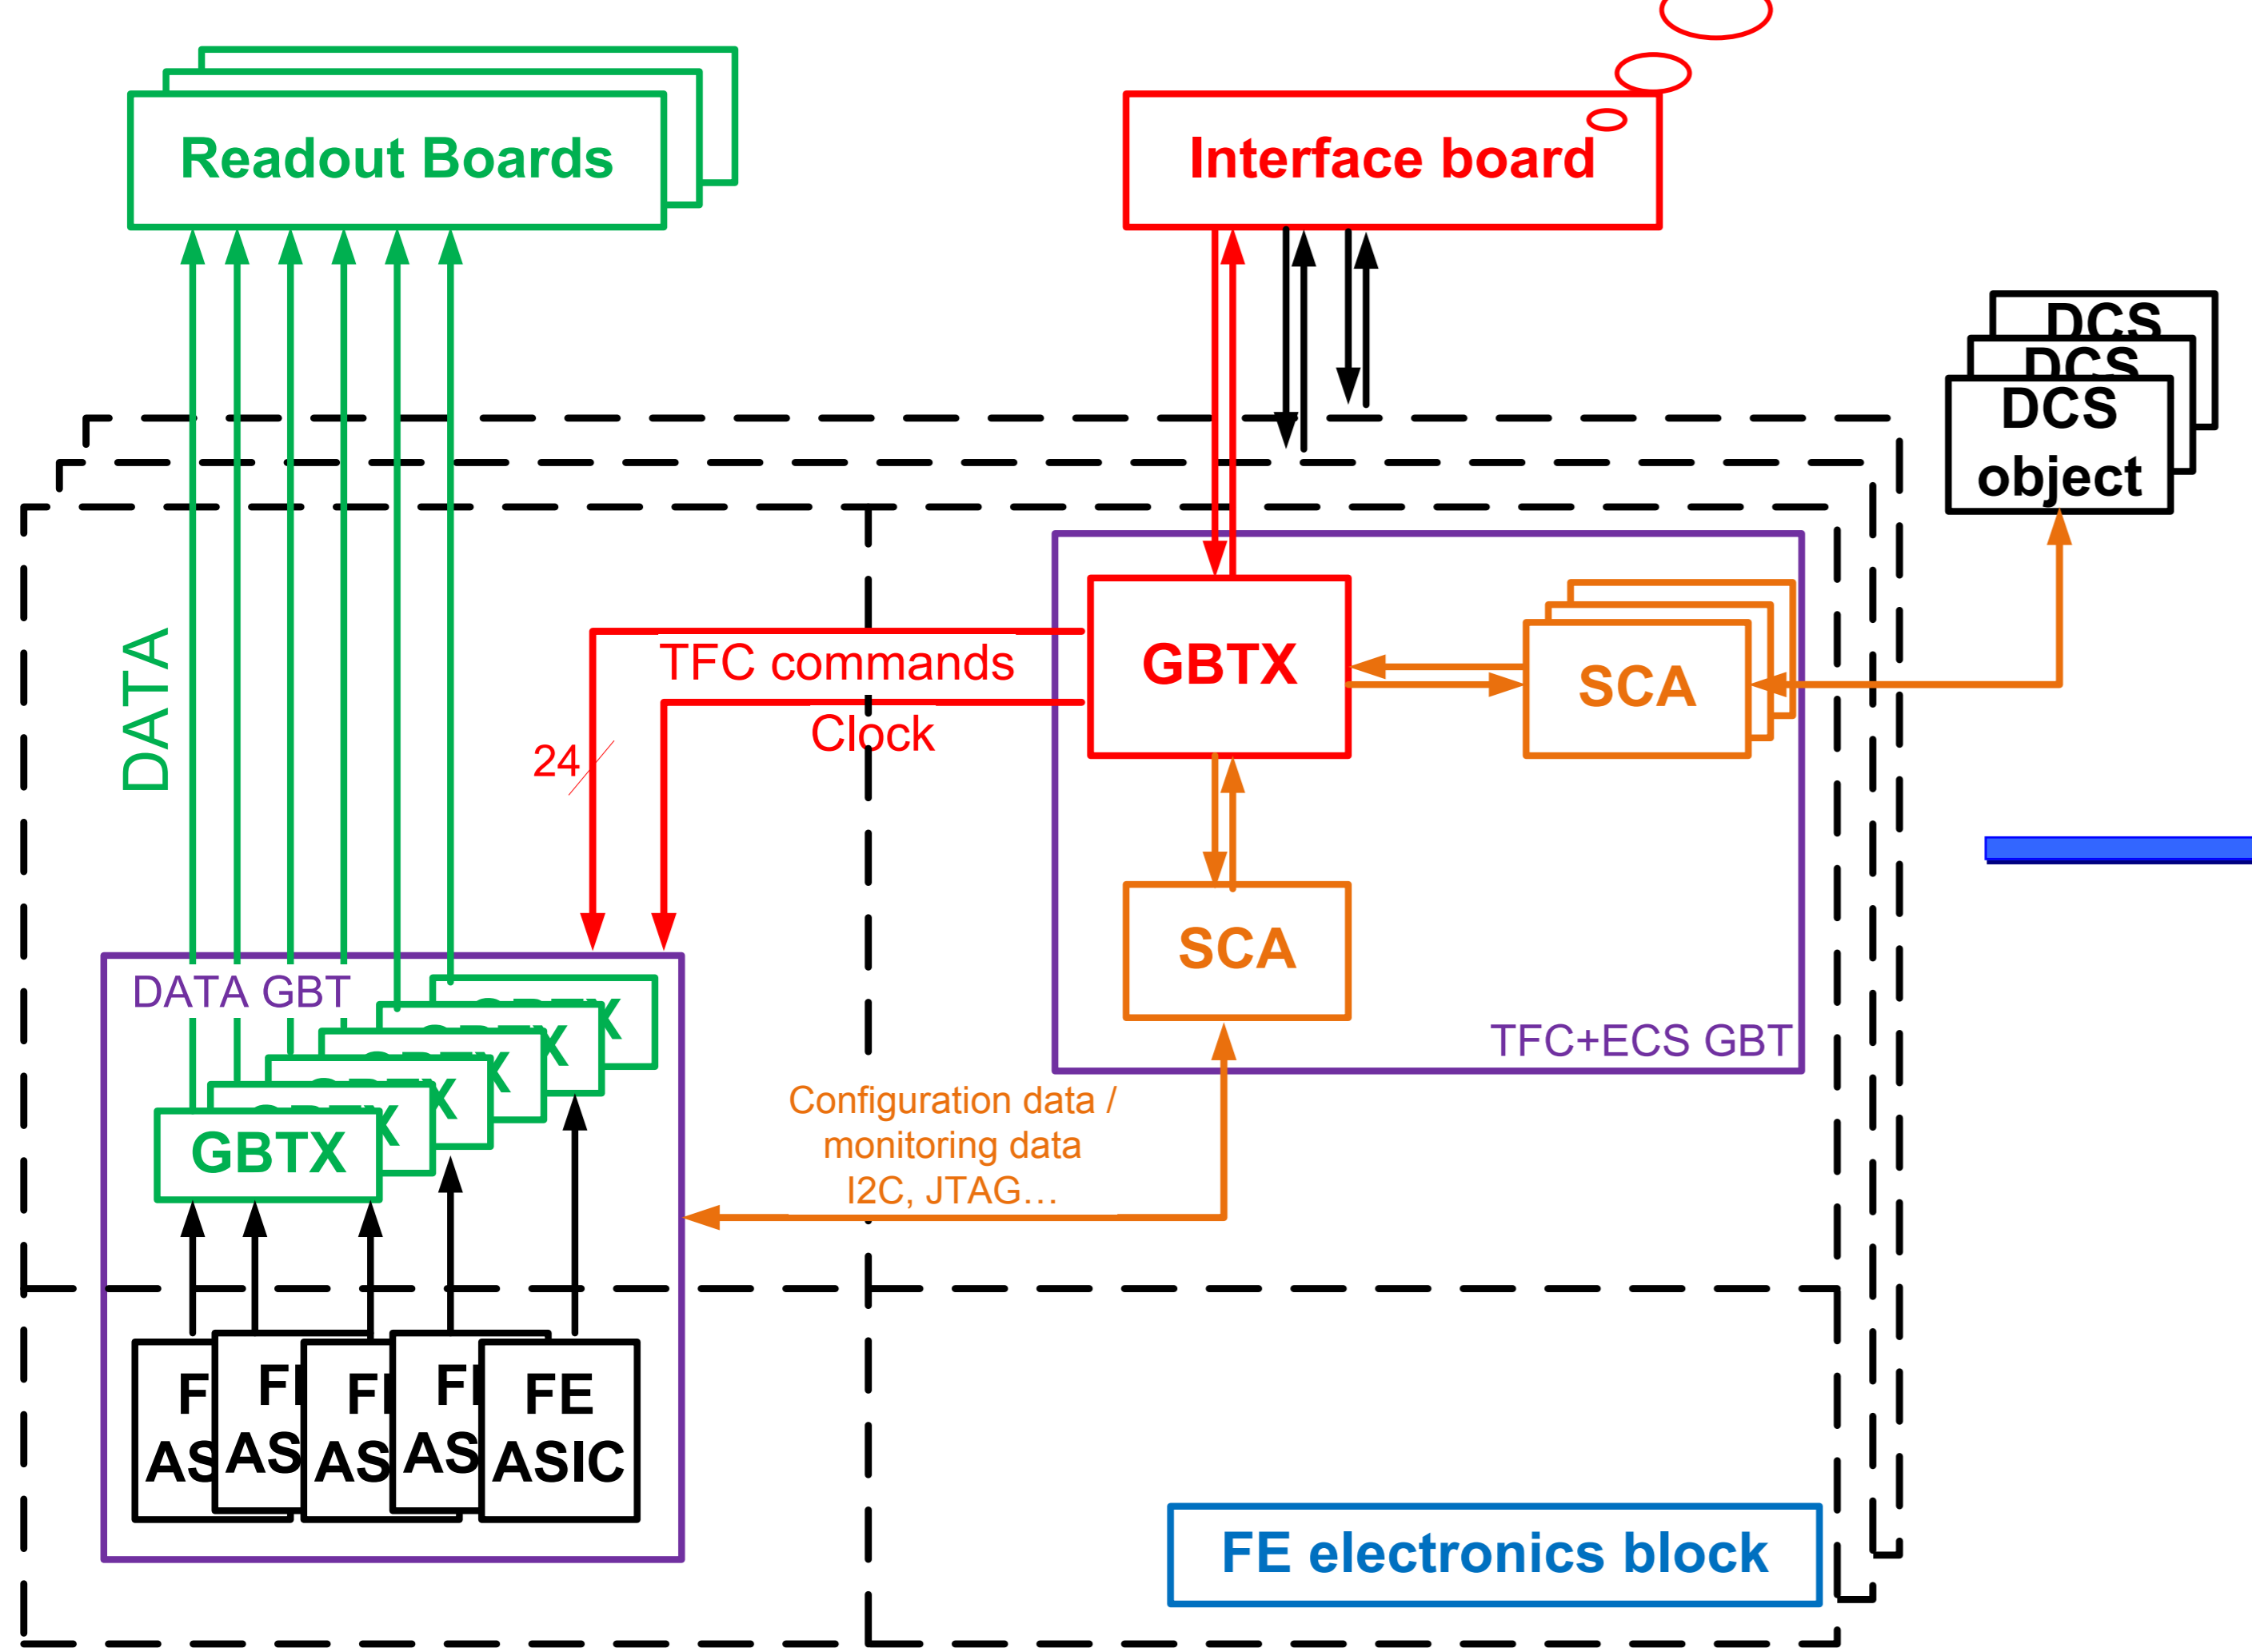 Readout Boards
Interface board
DCS
DCS
DCS
object
DATA
TFC commands
Clock
24
GBTX
SCA
SCA
TFC+ECS GBT
DATA GBT
GBTX
Configuration data /
monitoring data
I2C, JTAG…
FE
ASIC
FE electronics block